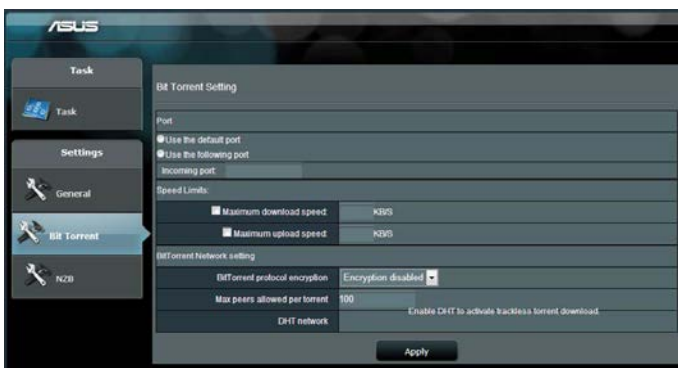 ASUS
Task
Task
Settings
General
Bit Torrent
NZB
Bit Torrent Setting
Port
Use the default port
Use the following port
Incoming port:
Speed Limits:
Maximum download speed: KB/S
Maximum upload speed: KB/S
BitTorrent Network setting
BitTorrent protocol encryption Encryption disabled
Max peers allowed per torrent 100
DHT network Enable DHT to activate trackless torrent download.
Apply